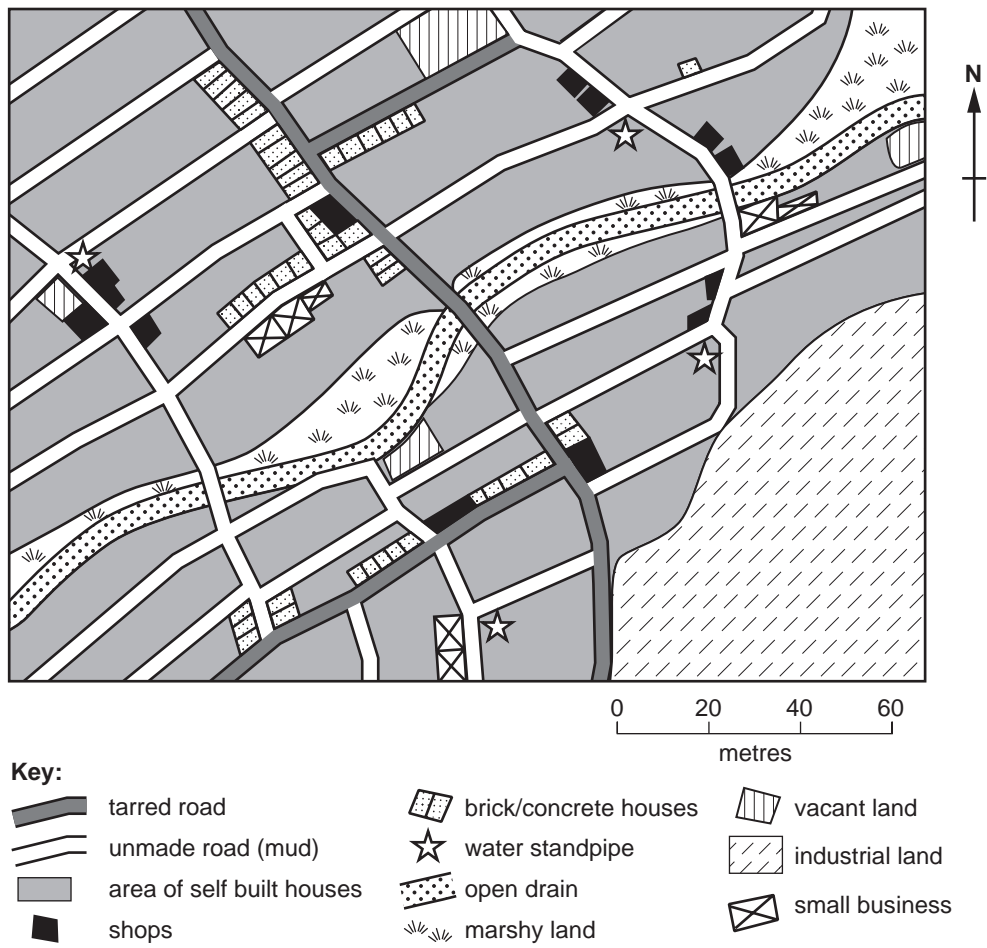 N
0 20 40 60
metres
Key:
tarred road
unmade road (mud)
area of self built houses
shops
brick/concrete houses
water standpipe
open drain
marshy land
vacant land
industrial land
small business